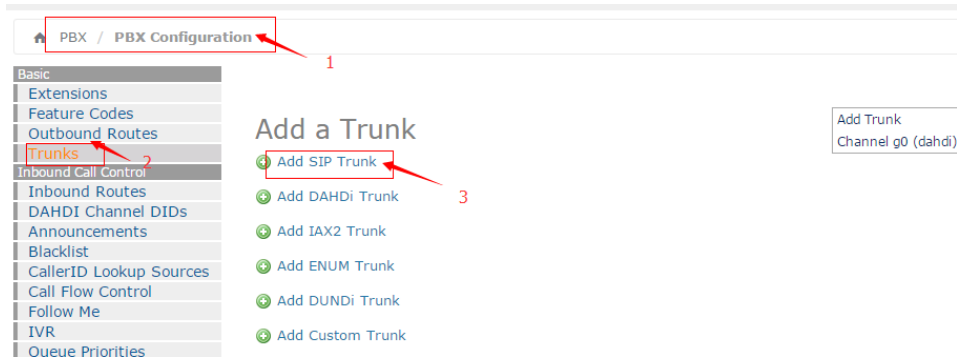 PBX / PBX Configuration
1
Basic
Extensions
Feature Codes
Outbound Routes
Trunks
2
Inbound Call Control
Inbound Routes
DAHDI Channel DIDs
Announcements
Blacklist
CallerID Lookup Sources
Call Flow Control
Follow Me
IVR
Queue Priorities
Add a Trunk
Add SIP Trunk
3
Add DAHDi Trunk
Add IAX2 Trunk
Add ENUM Trunk
Add DUNDi Trunk
Add Custom Trunk
Add Trunk
Channel g0 (dahdi)